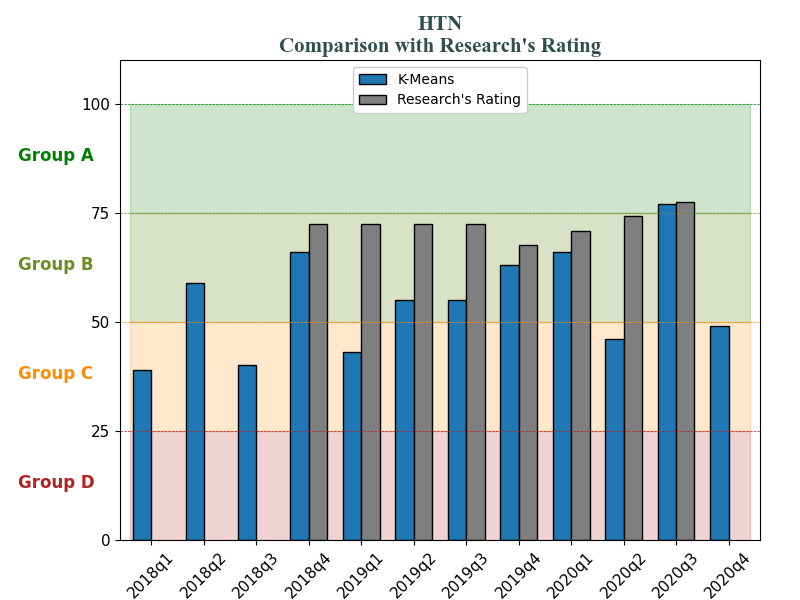 HTN
Comparison with Research's Rating
K-Means
Research's Rating
100
Group A
75
Group B
50
Group C
25
Group D
0
2018q1
2018q2
2018q3
2018q4
2019q1
2019q2
2019q3
2019q4
2020q1
2020q2
2020q3
2020q4